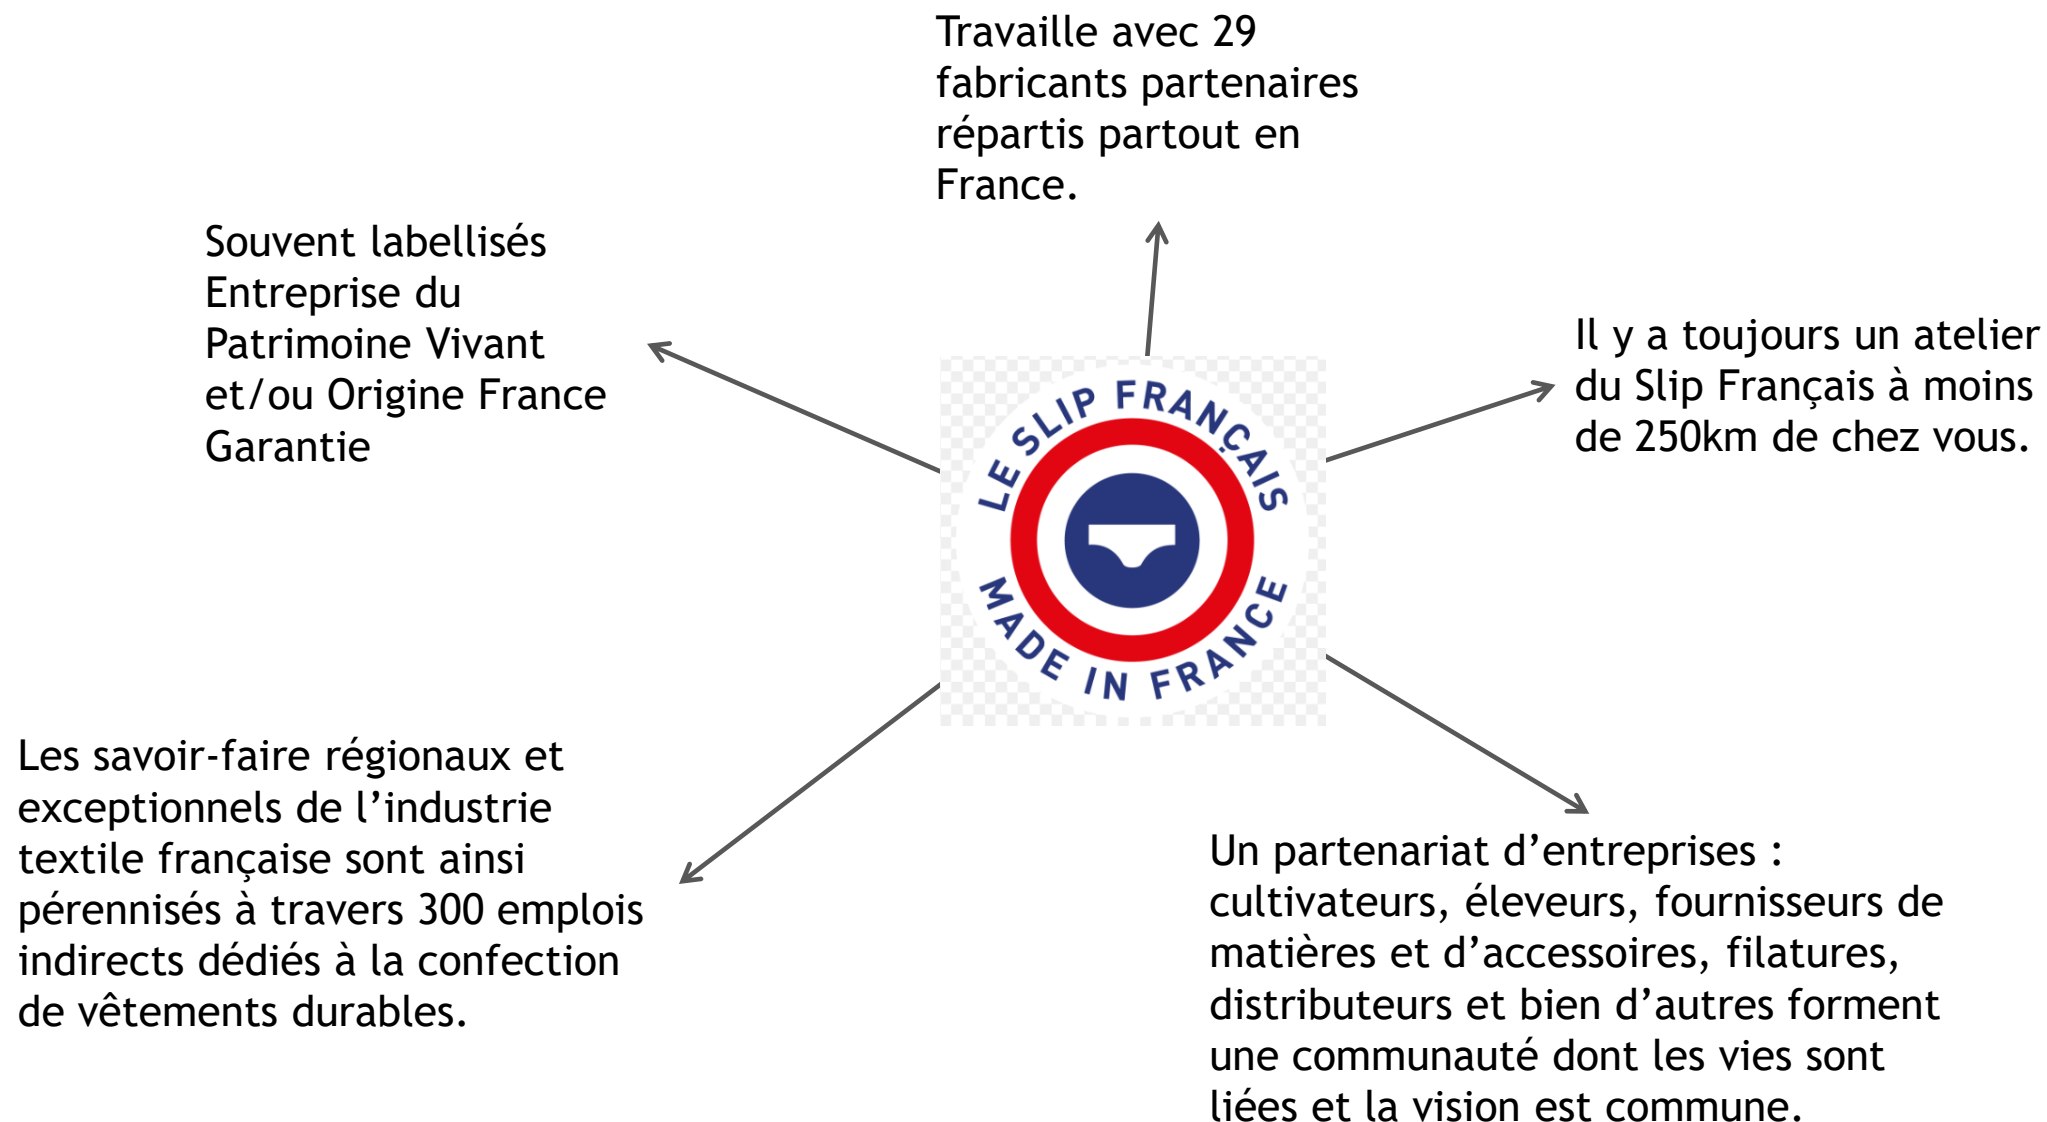 Travaille avec 29
fabricants partenaires
répartis partout en
France.
Souvent labellisés
Entreprise du
Patrimoine Vivant
et/ou Origine France
Garantie
Il y a toujours un atelier
du Slip Français à moins
de 250km de chez vous.
LE SLIP FRANÇAIS
MADE IN FRANCE
Les savoir-faire régionaux et
exceptionnels de l’industrie
textile française sont ainsi
pérennisés à travers 300 emplois
indirects dédiés à la confection
de vêtements durables.
Un partenariat d’entreprises :
cultivateurs, éleveurs, fournisseurs de
matières et d’accessoires, filatures,
distributeurs et bien d’autres forment
une communauté dont les vies sont
liées et la vision est commune.